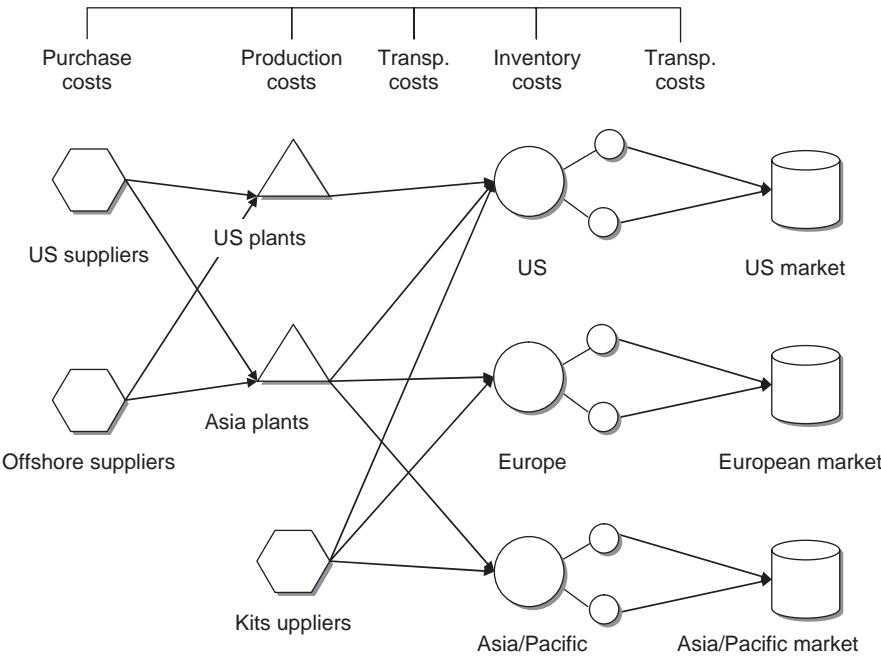 Purchase
costs
Production
costs
Transp.
costs
Inventory
costs
Transp.
costs
US suppliers
US plants
US
US market
Offshore suppliers
Asia plants
Europe
European market
Kits uppliers
Asia/Pacific
Asia/Pacific market